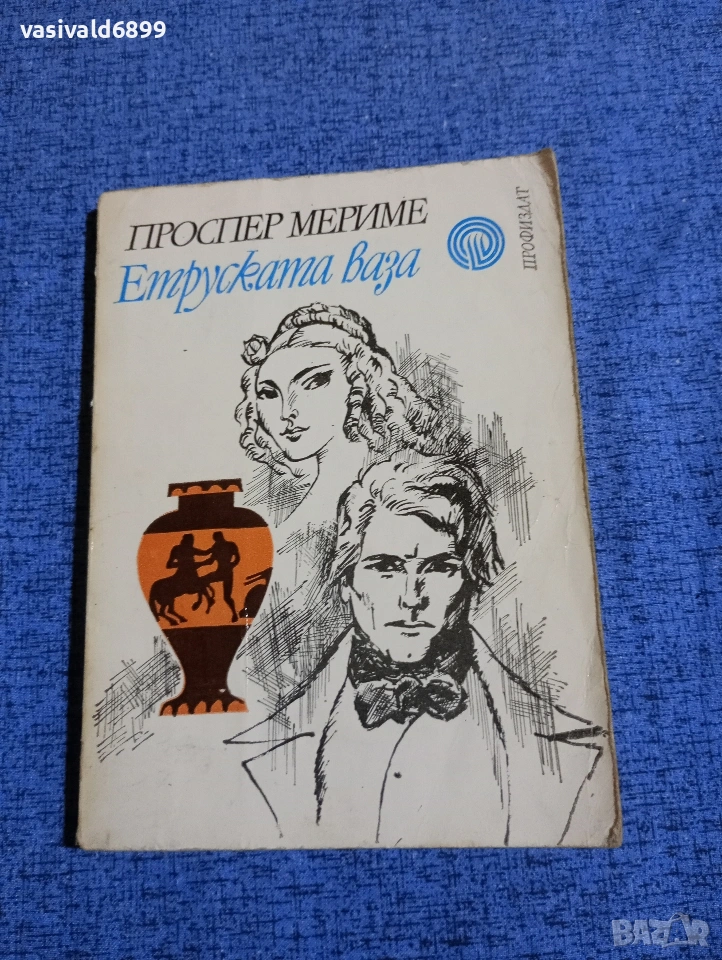 vasivald6899
ПРОСПЕР МЕРИМЕ
Етруската ваза
ПРОФИЗДАТ
BAZAR